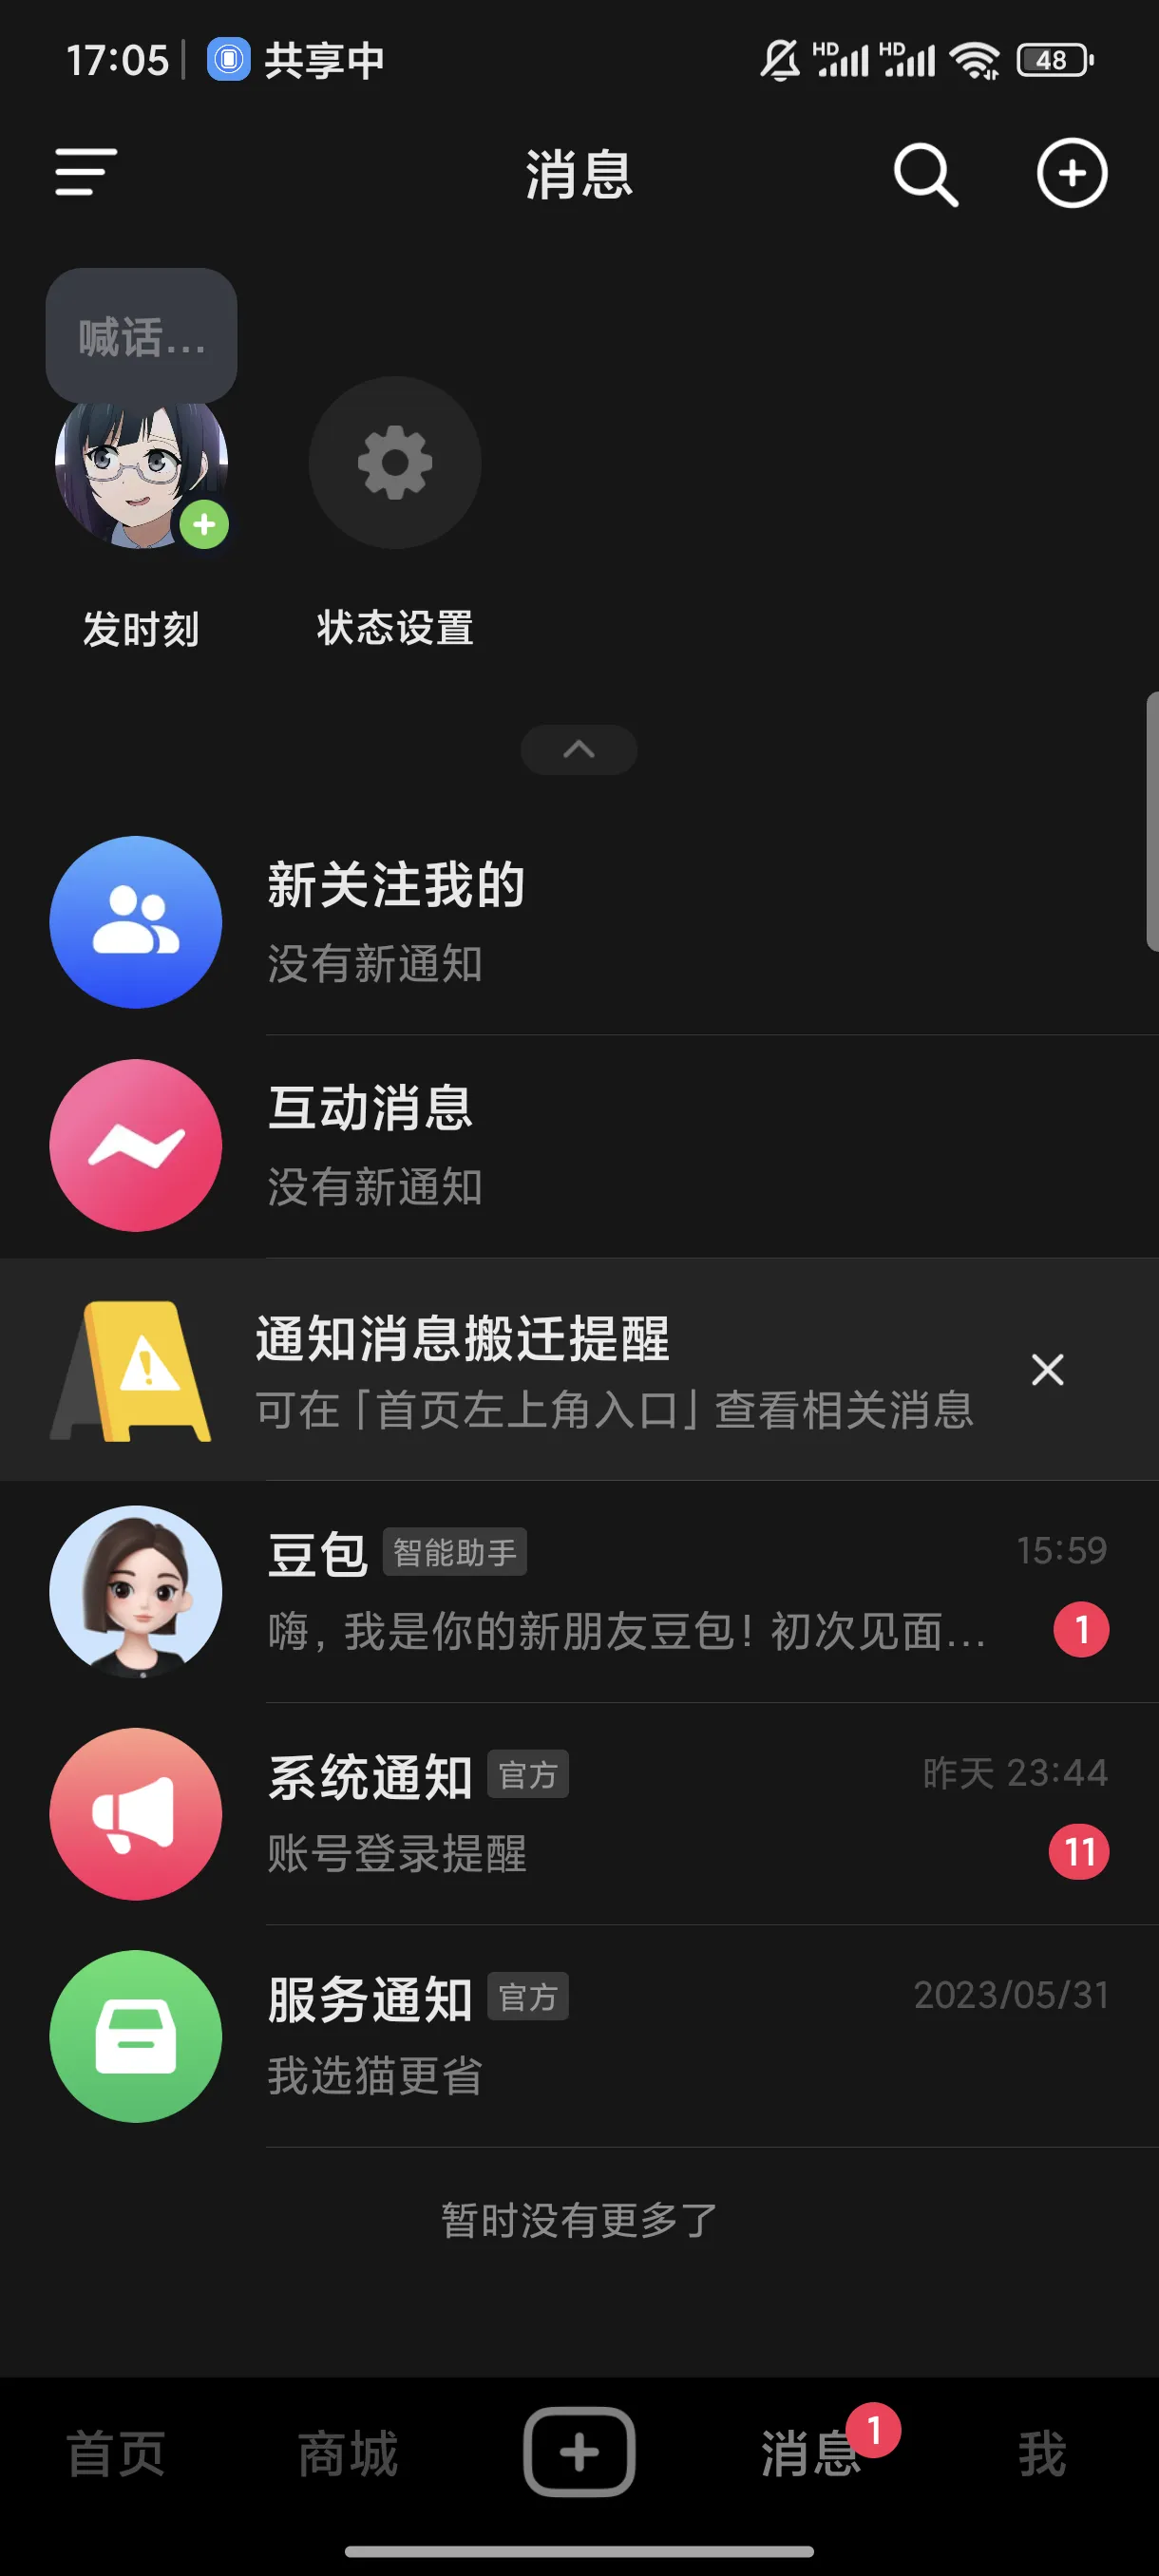 17:05 共享中 HD HD 48
消息
喊话...
发时刻
状态设置
新关注我的
没有新通知
互动消息
没有新通知
通知消息搬迁提醒
可在「首页左上角入口」查看相关消息
豆包 智能助手 15:59
嗨，我是你的新朋友豆包！初次见面... 1
系统通知 官方 昨天 23:44
账号登录提醒 11
服务通知 官方 2023/05/31
我选猫更省
暂时没有更多了
首页 商城 消息 1 我